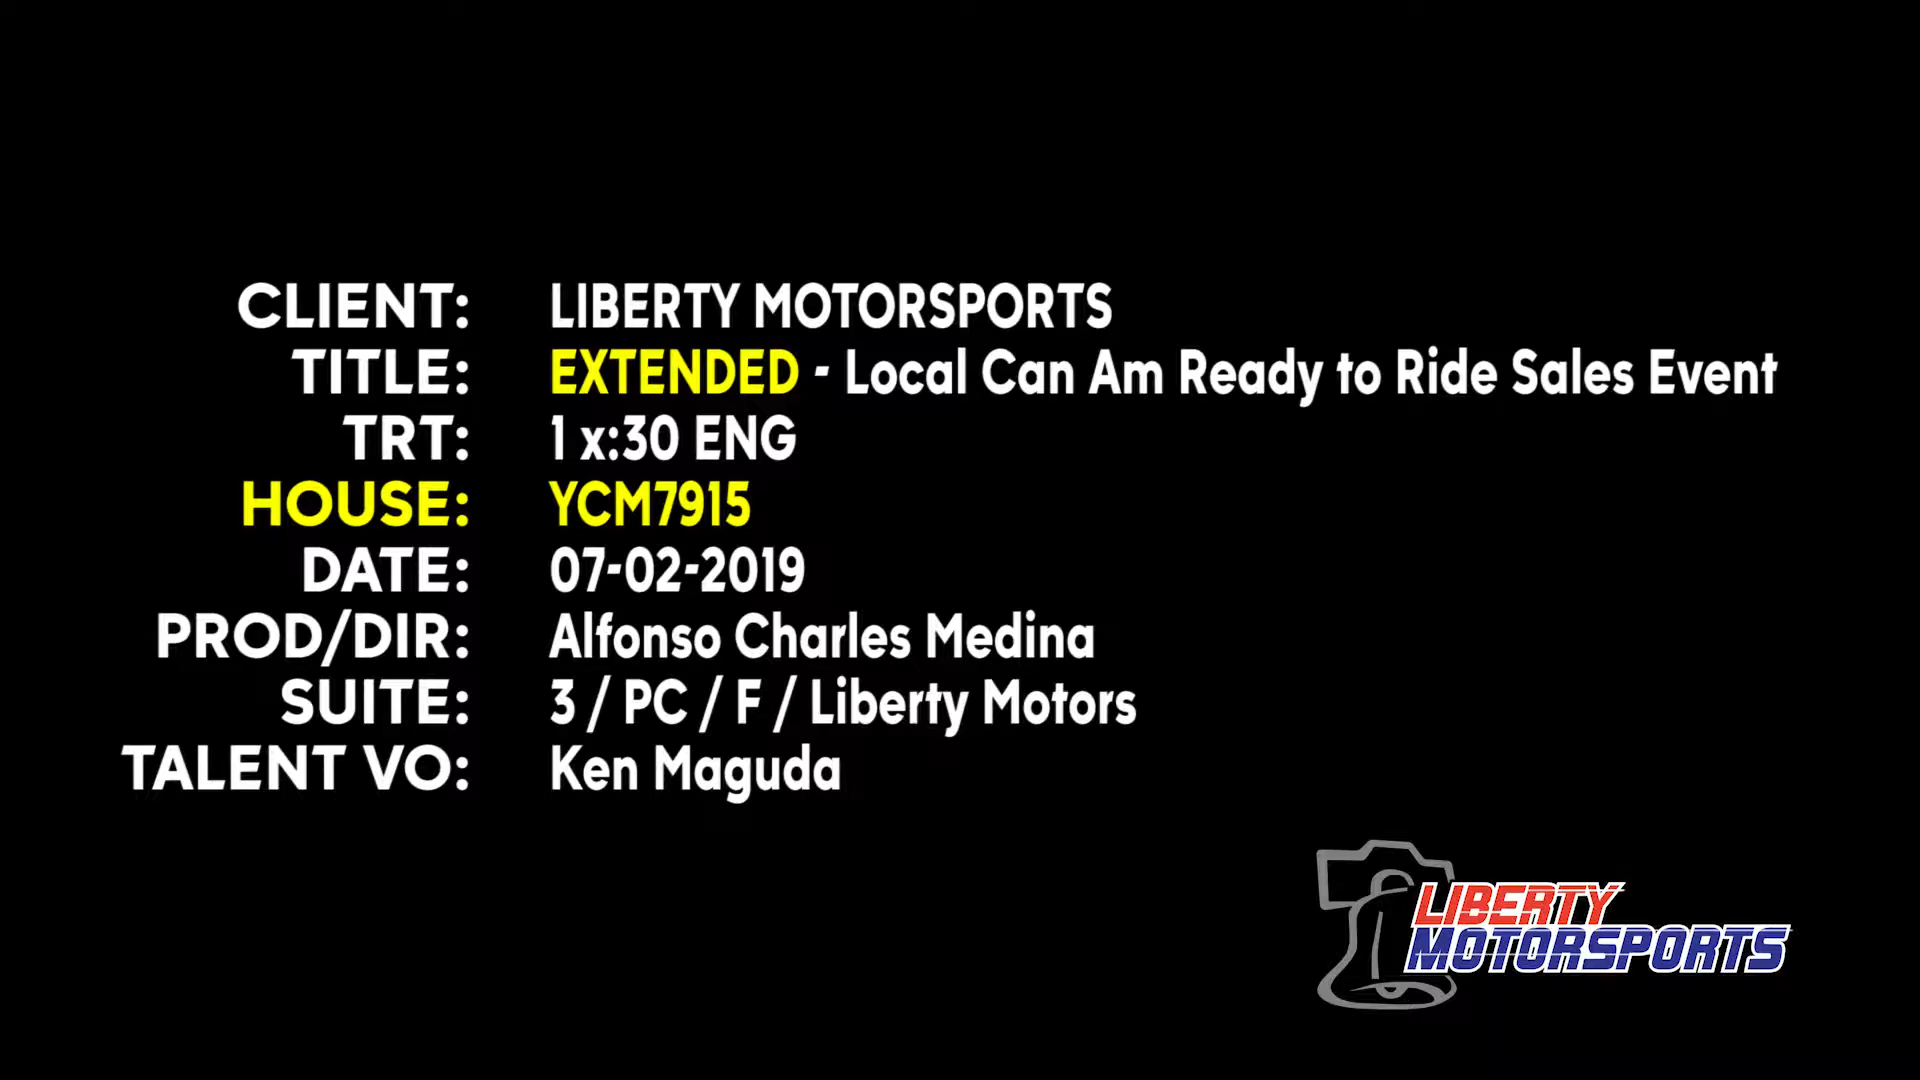 CLIENT: LIBERTY MOTORSPORTS
TITLE: EXTENDED - Local Can Am Ready to Ride Sales Event
TRT: 1 x:30 ENG
HOUSE: YCM7915
DATE: 07-02-2019
PROD/DIR: Alfonso Charles Medina
SUITE: 3 / PC / F / Liberty Motors
TALENT VO: Ken Maguda
LIBERTY
MOTORSPORTS